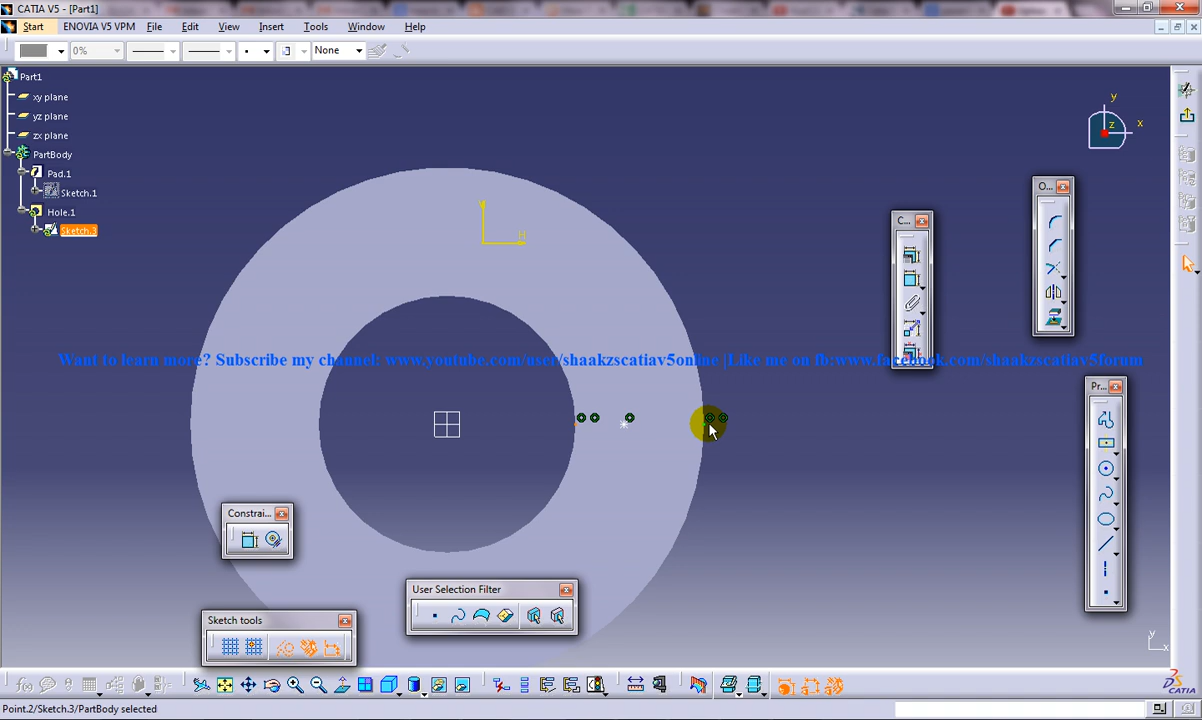 CATIA V5 - [Part1]
Start ENOVIA V5 VPM File Edit View Insert Tools Window Help
0% None
Part1
xy plane
yz plane
zx plane
PartBody
Pad.1
Sketch.1
Hole.1
Sketch.3
y
x
z
V
H
O...
C...
Want to learn more? Subscribe my channel: www.youtube.com/user/shaakzscatiav5online |Like me on fb:www.facebook.com/shaakzscatiav5forum
Pr...
Constrai...
User Selection Filter
Sketch tools
y
x
CATIA
Point.2/Sketch.3/PartBody selected